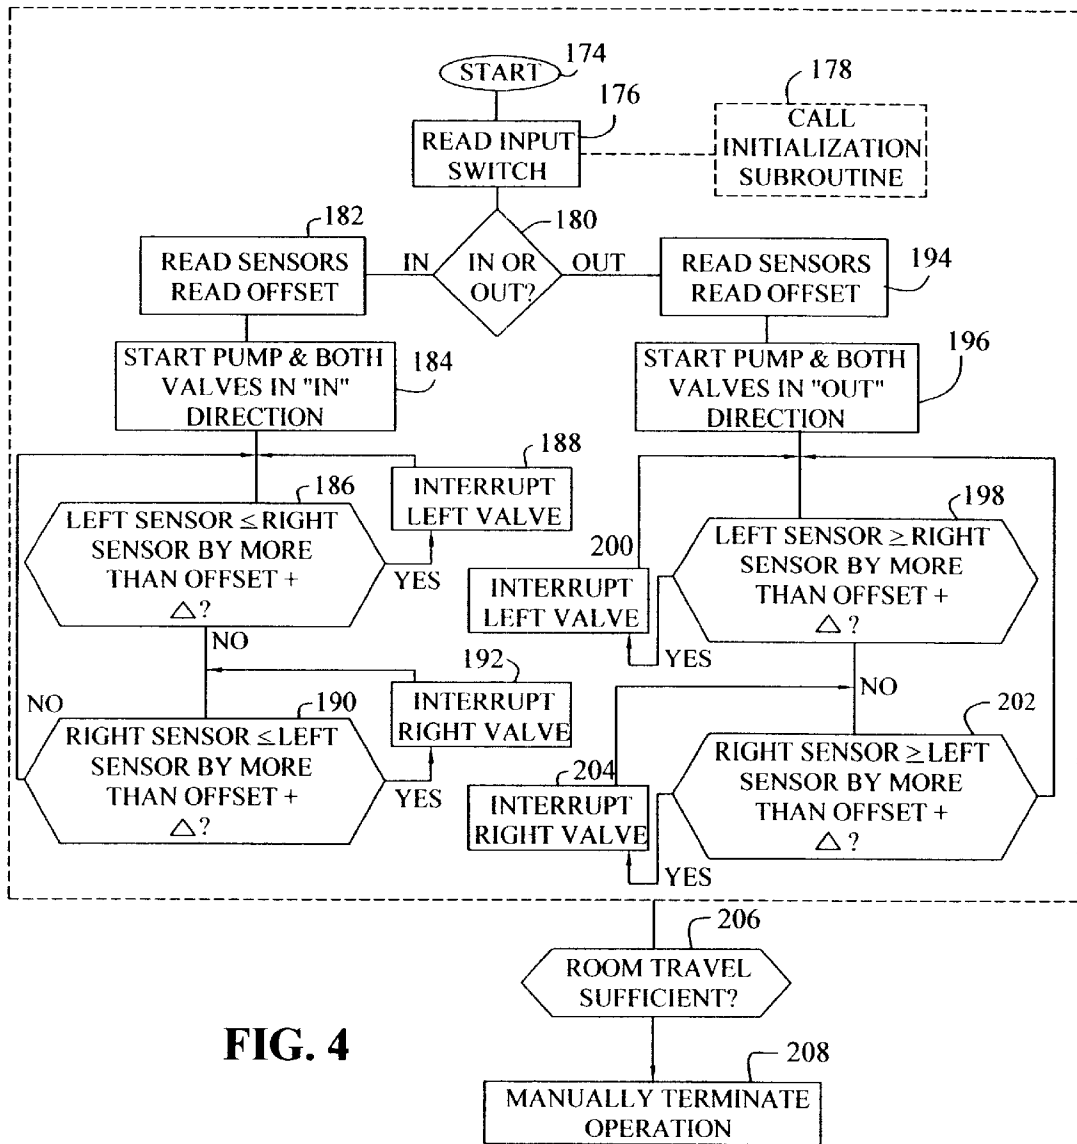 START
174
176
READ INPUT
SWITCH
178
CALL
INITIALIZATION
SUBROUTINE
180
IN OR
OUT?
IN
OUT
182
READ SENSORS
READ OFFSET
184
START PUMP & BOTH
VALVES IN "IN"
DIRECTION
186
LEFT SENSOR ≤ RIGHT
SENSOR BY MORE
THAN OFFSET +
△ ?
YES
188
INTERRUPT
LEFT VALVE
NO
190
RIGHT SENSOR ≤ LEFT
SENSOR BY MORE
THAN OFFSET +
△ ?
NO
YES
192
INTERRUPT
RIGHT VALVE
READ SENSORS
READ OFFSET
194
START PUMP & BOTH
VALVES IN "OUT"
DIRECTION
196
198
LEFT SENSOR ≥ RIGHT
SENSOR BY MORE
THAN OFFSET +
△ ?
YES
200
INTERRUPT
LEFT VALVE
NO
202
RIGHT SENSOR ≥ LEFT
SENSOR BY MORE
THAN OFFSET +
△ ?
YES
204
INTERRUPT
RIGHT VALVE
206
ROOM TRAVEL
SUFFICIENT?
208
MANUALLY TERMINATE
OPERATION
FIG. 4